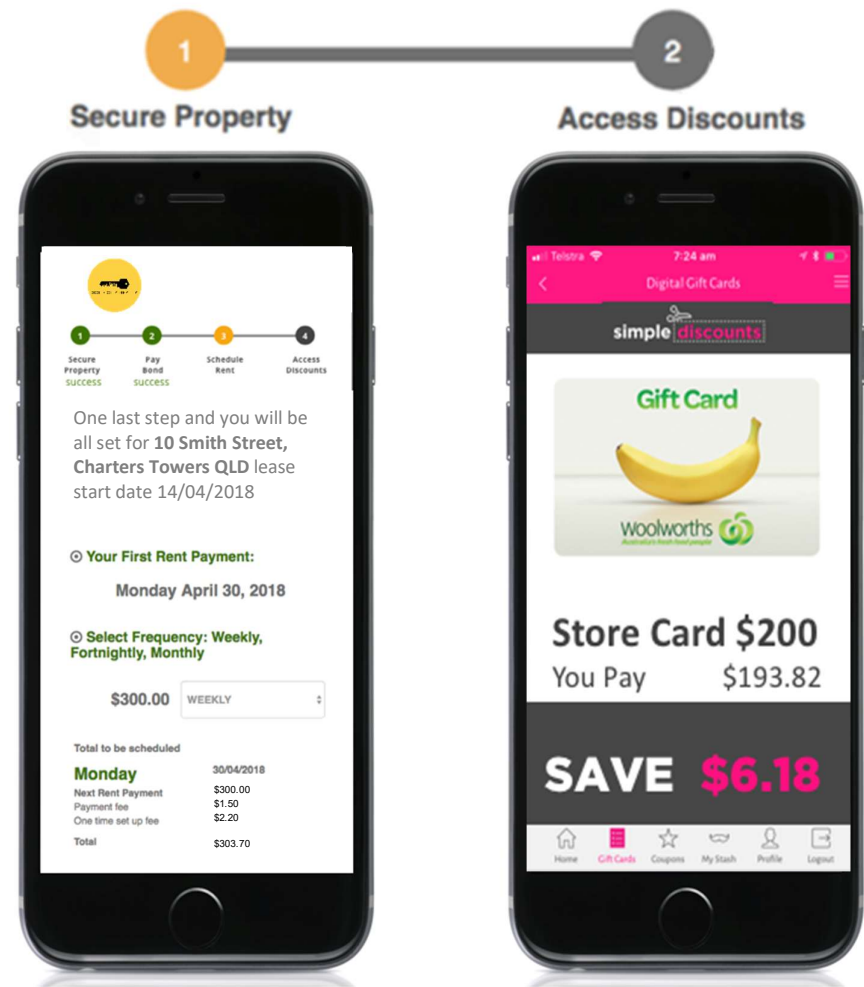 1
2
Secure Property
Access Discounts
1
2
3
4
Secure Property
success
Pay Bond
success
Schedule Rent
Access Discounts
One last step and you will be
all set for 10 Smith Street,
Charters Towers QLD lease
start date 14/04/2018
Your First Rent Payment:
Monday April 30, 2018
Select Frequency: Weekly,
Fortnightly, Monthly
$300.00 WEEKLY
Total to be scheduled
Monday 30/04/2018
Next Rent Payment $300.00
Payment fee $1.50
One time set up fee $2.20
Total $303.70
Telstra 7:24 am
Digital Gift Cards
simple discounts
Gift Card
Woolworths
Australia's fresh food people
Store Card $200
You Pay $193.82
SAVE $6.18
Home Gift Cards Coupons My Stash Profile Logout